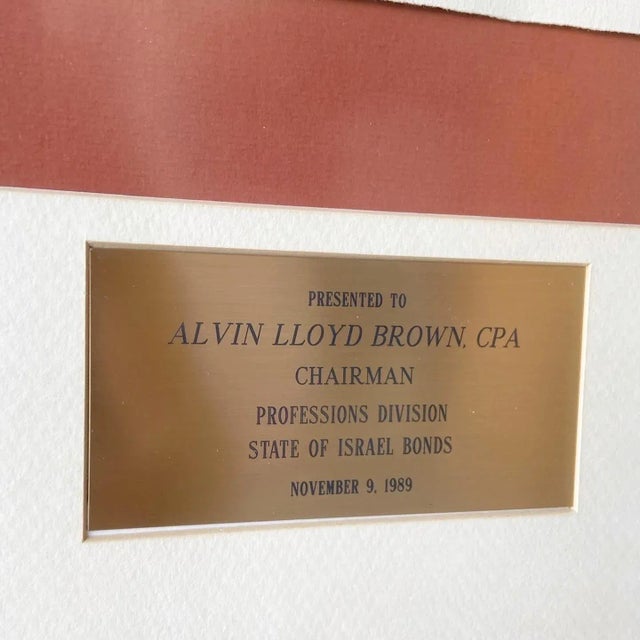 PRESENTED TO
ALVIN LLOYD BROWN, CPA
CHAIRMAN
PROFESSIONS DIVISION
STATE OF ISRAEL BONDS
NOVEMBER 9, 1989